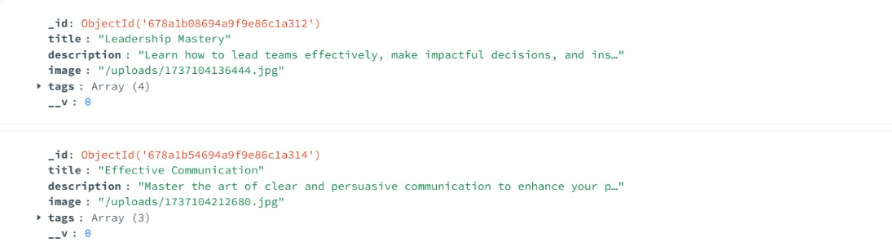 _id: ObjectId('678a1b08694a9f9e86c1a312')
title : "Leadership Mastery"
description : "Learn how to lead teams effectively, make impactful decisions, and ins…"
image : "/uploads/1737104136444.jpg"
tags : Array (4)
__v : 0
_id: ObjectId('678a1b54694a9f9e86c1a314')
title : "Effective Communication"
description : "Master the art of clear and persuasive communication to enhance your p…"
image : "/uploads/1737104212680.jpg"
tags : Array (3)
__v : 0